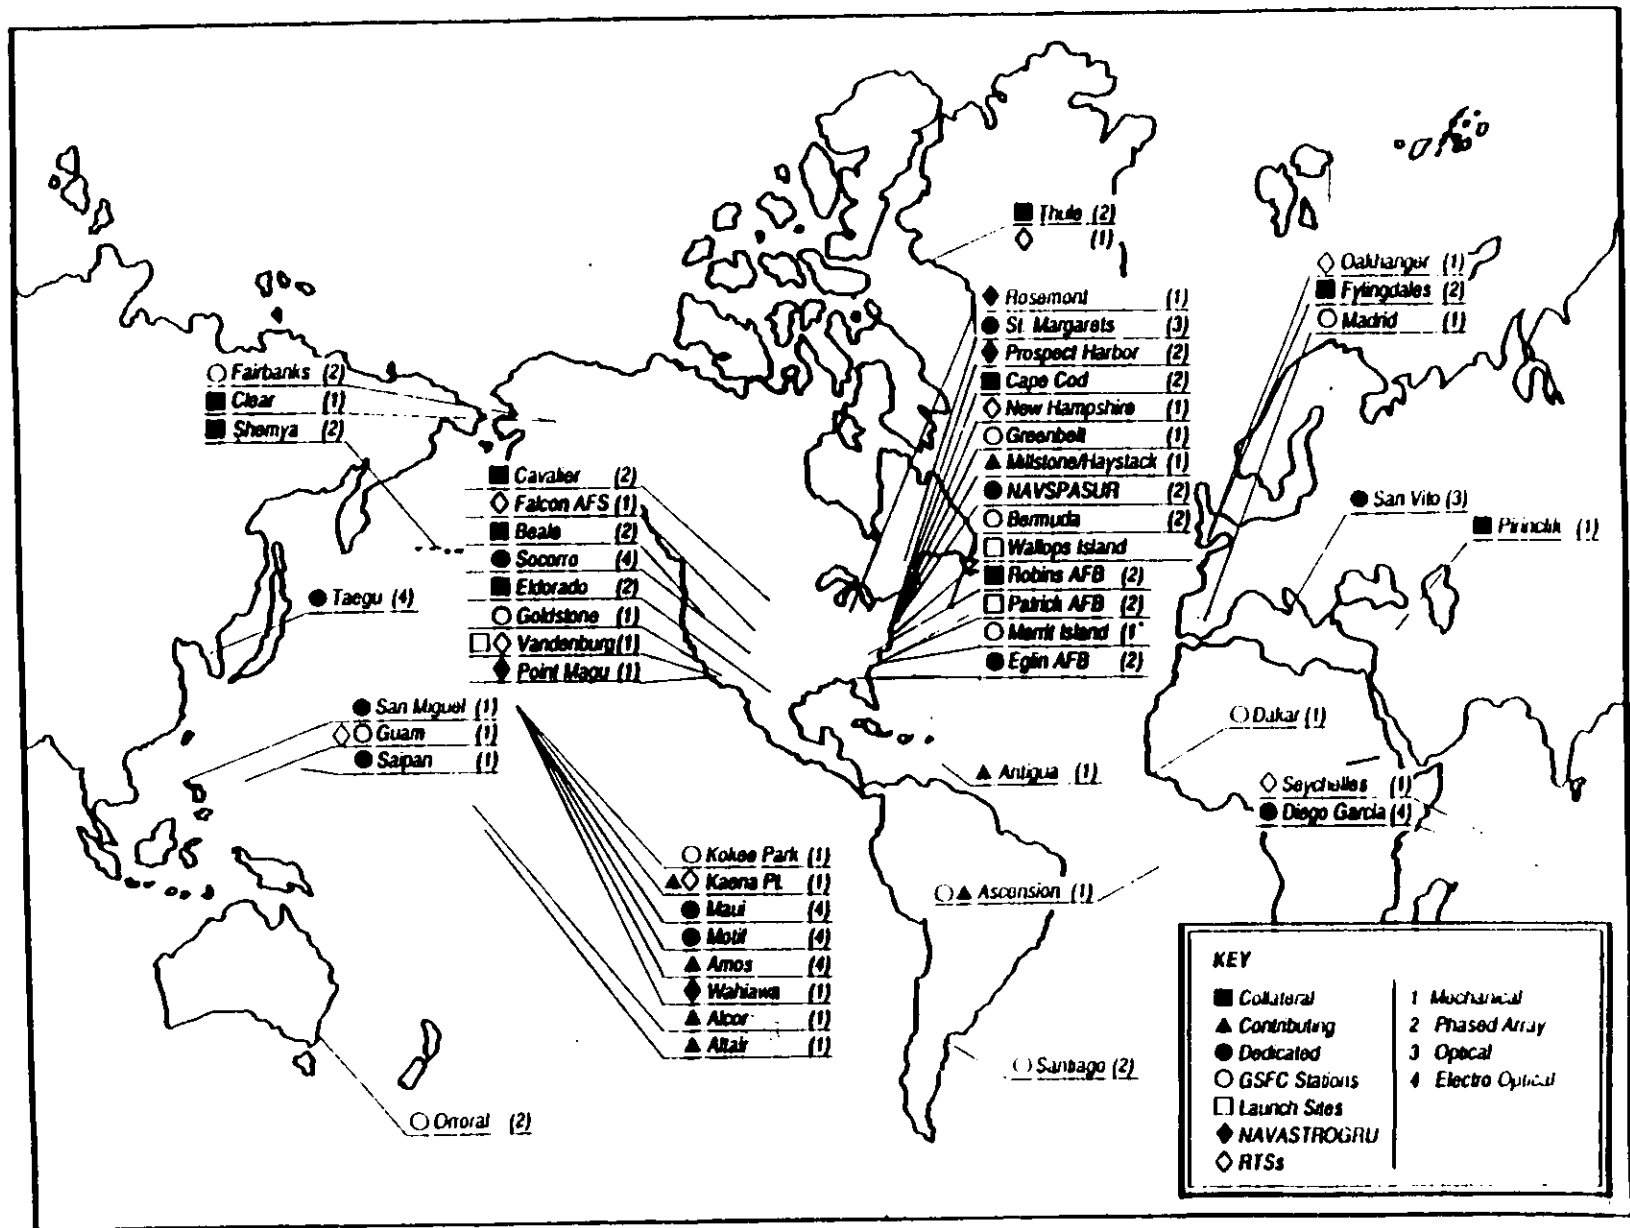 Thule (2)
(1)
Oakhanger (1)
Fylingdales (2)
Madrid (1)
Rosemont (1)
St. Margarets (3)
Prospect Harbor (2)
Cape Cod (2)
New Hampshire (1)
Greenbelt (1)
Millstone/Haystack (1)
NAVSPASUR (2)
Bermuda (2)
Wallops Island
Robins AFB (2)
Patrick AFB (2)
Merrit Island (1)
Eglin AFB (2)
Fairbanks (2)
Clear (1)
Shemya (2)
Cavalier (2)
Falcon AFS (1)
Beale (2)
Socorro (4)
Eldorado (2)
Goldstone (1)
Vandenburg (1)
Point Magu (1)
San Vito (3)
Pirinclik (1)
Taegu (4)
San Miguel (1)
Guam (1)
Saipan (1)
Dakar (1)
Antigua (1)
Seychelles (1)
Diego Garcia (4)
Kokee Park (1)
Kaena Pt. (1)
Maui (4)
Motif (4)
Amos (4)
Wahiawa (1)
Alcor (1)
Altair (1)
Ascension (1)
Santiago (2)
Orroral (2)
KEY
Collateral
Contributing
Dedicated
GSFC Stations
Launch Sites
NAVASTROGRU
RTSs
1 Mechanical
2 Phased Array
3 Optical
4 Electro Optical